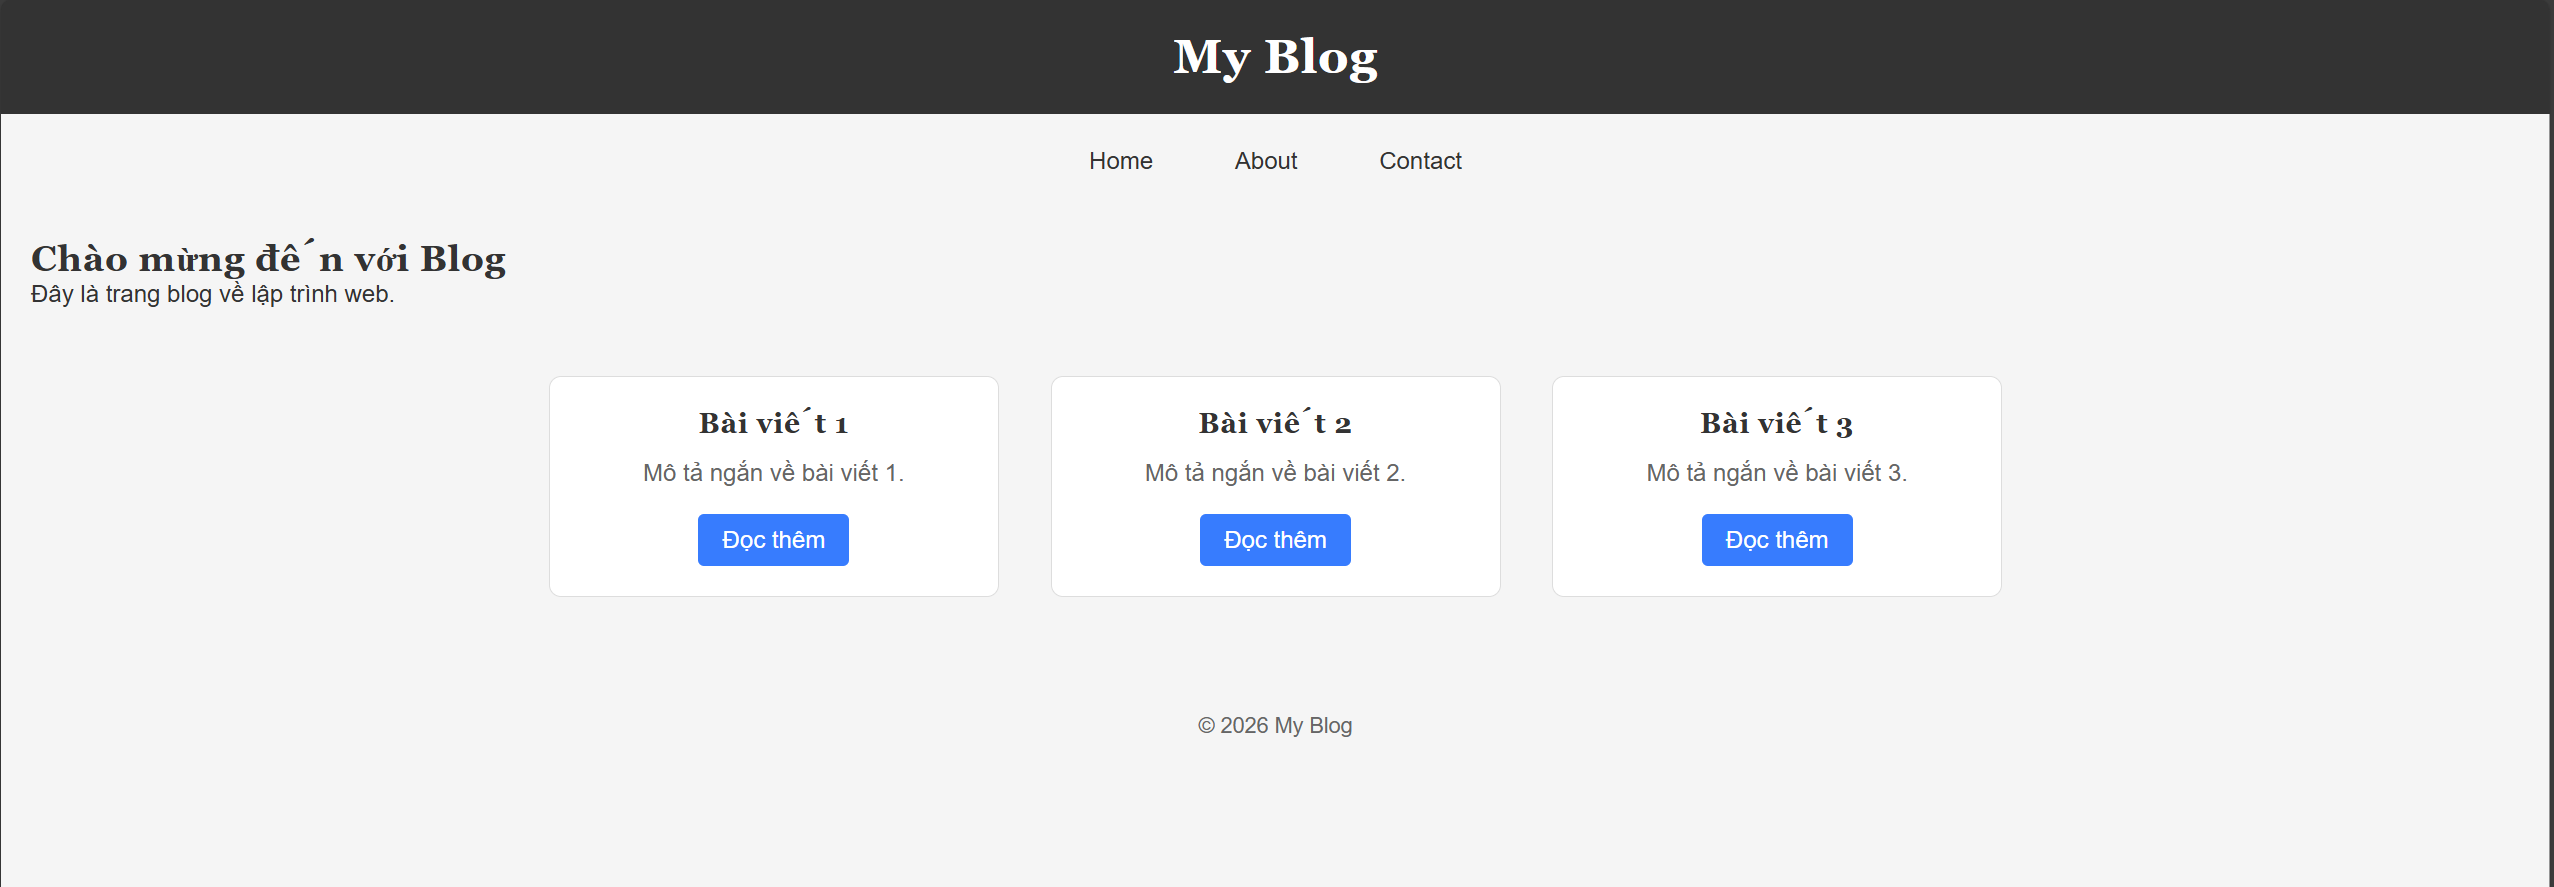 My Blog
Home About Contact
Chào mừng đến với Blog
Đây là trang blog về lập trình web.
Bài viết 1 Bài viết 2 Bài viết 3
Mô tả ngắn về bài viết 1. Mô tả ngắn về bài viết 2. Mô tả ngắn về bài viết 3.
Đọc thêm Đọc thêm Đọc thêm
© 2026 My Blog